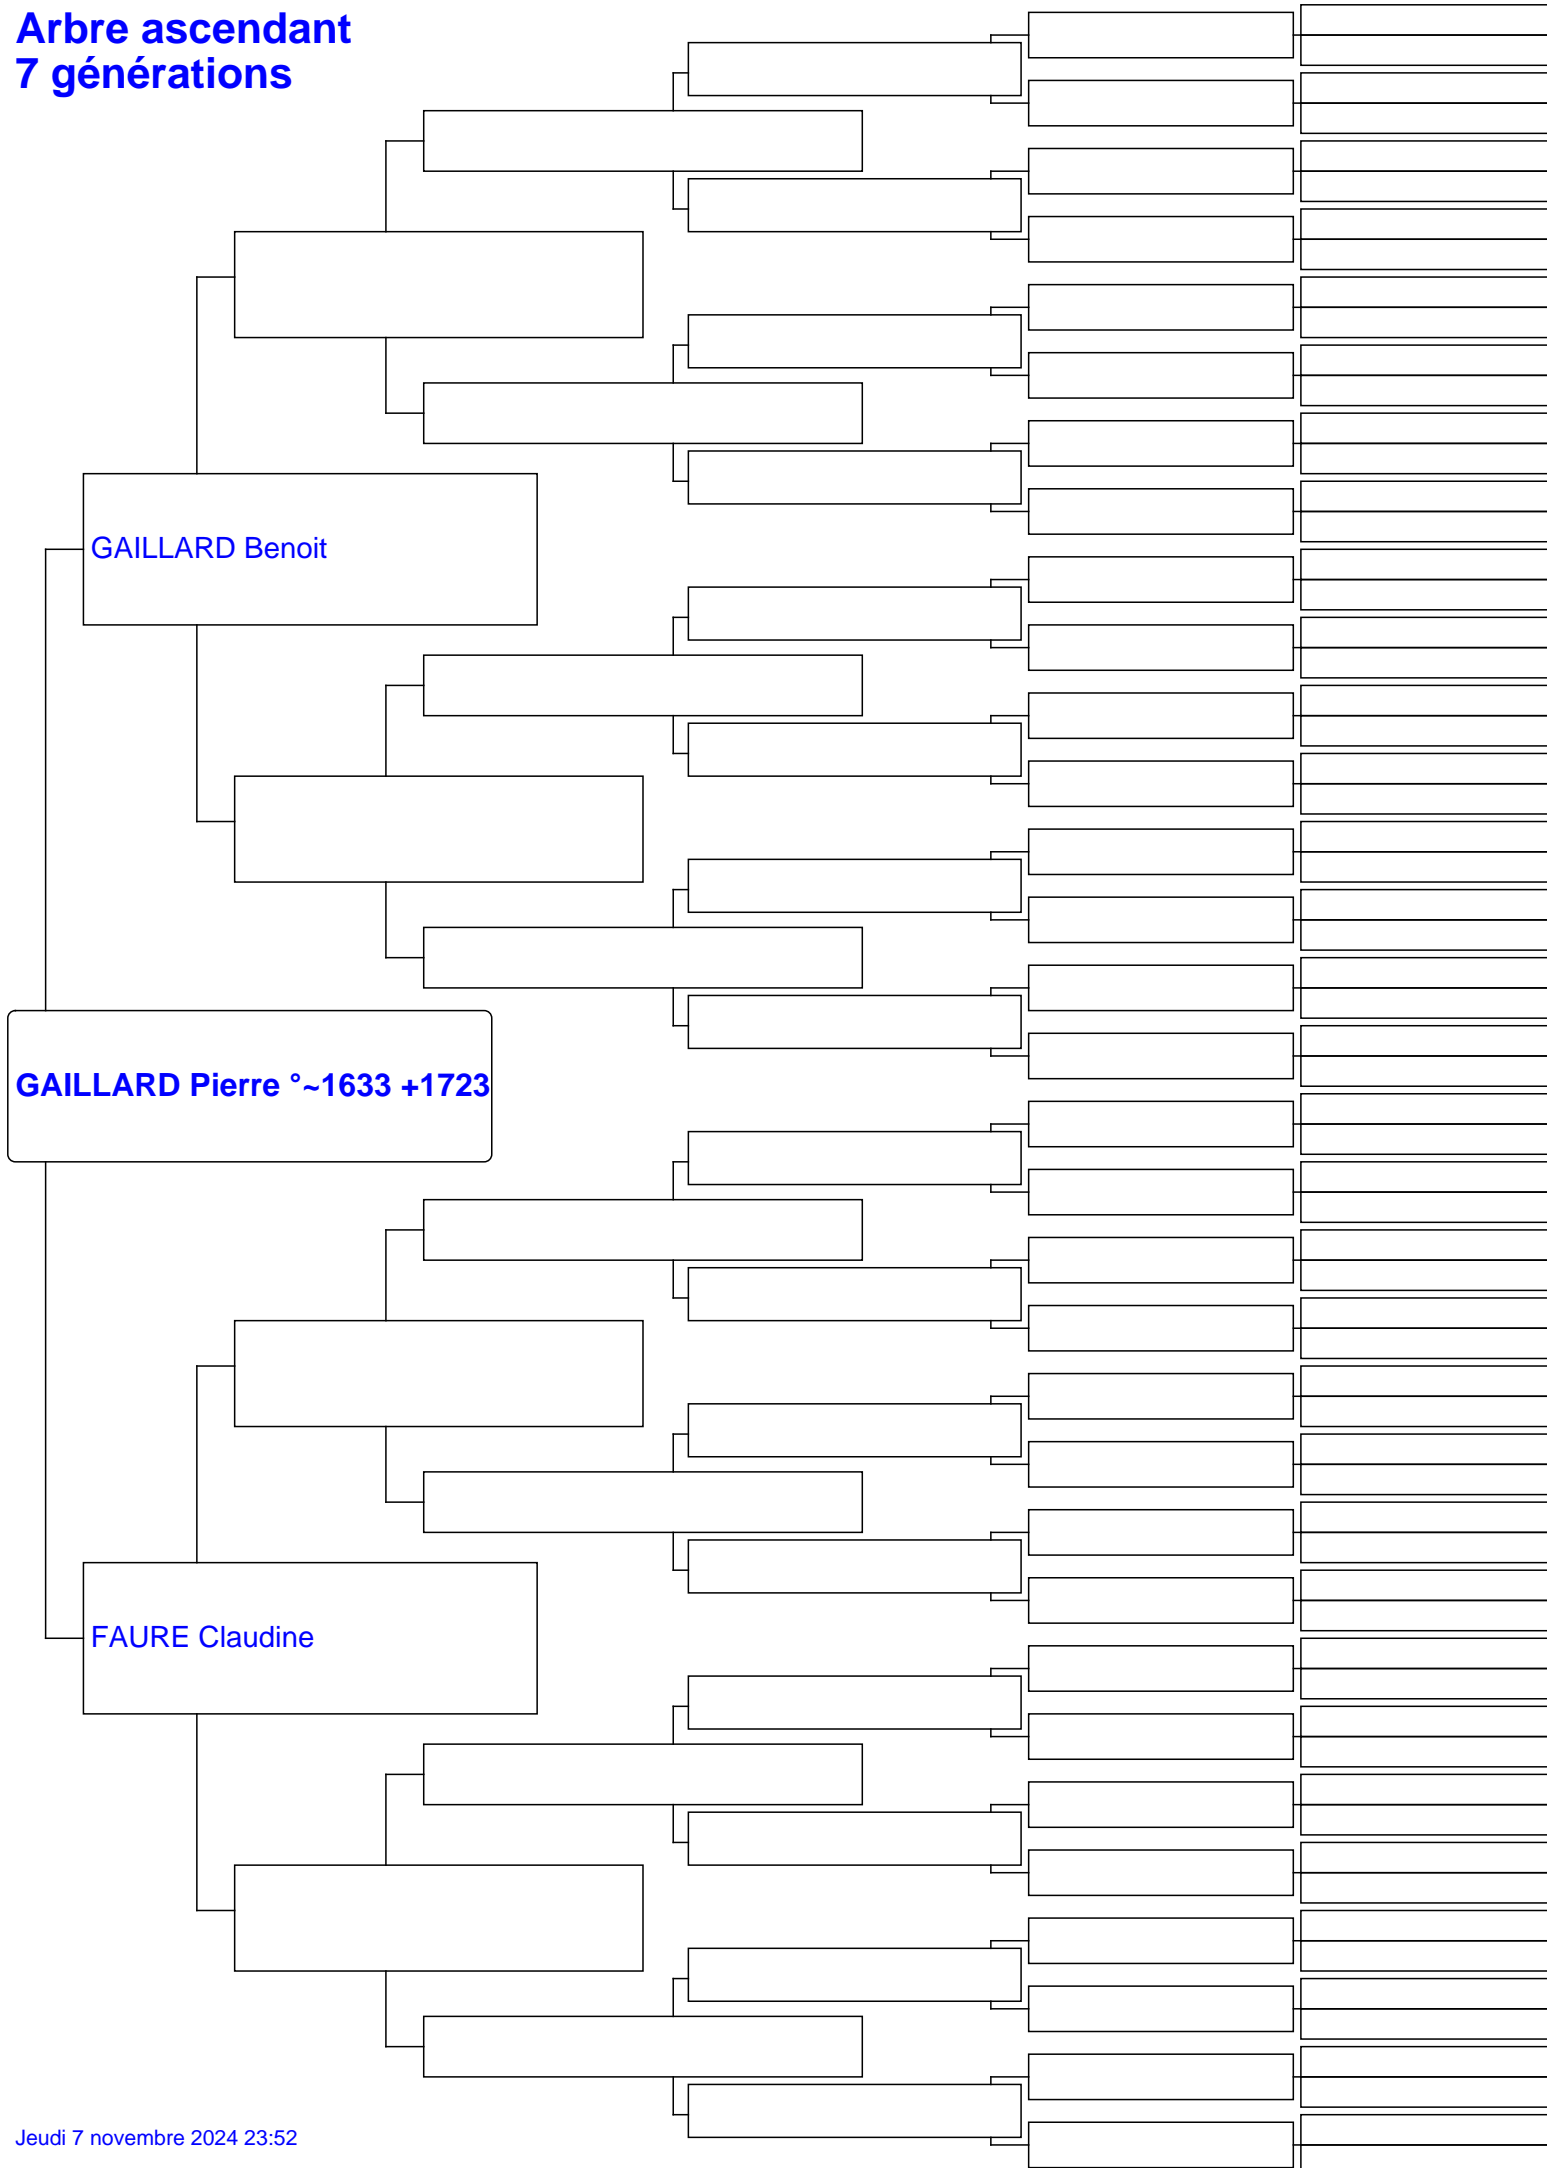 Arbre ascendant
7 générations
GAILLARD Benoit
GAILLARD Pierre °~1633 +1723
FAURE Claudine
Jeudi 7 novembre 2024 23:52